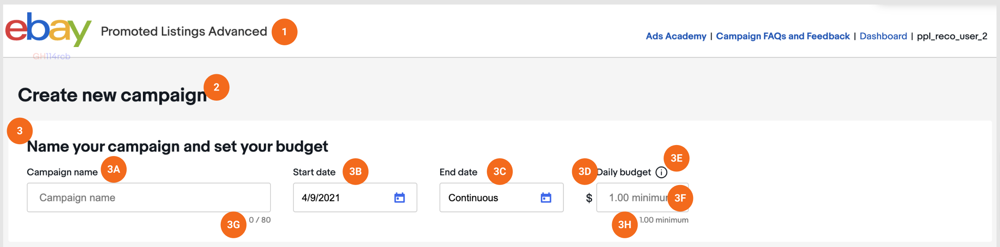 ebay Promoted Listings Advanced 1
Ads Academy | Campaign FAQs and Feedback | Dashboard | ppl_reco_user_2
GH114rcb
Create new campaign 2
3
Name your campaign and set your budget
Campaign name 3A Start date 3B End date 3C 3D Daily budget 3E
Campaign name 4/9/2021 Continuous $ 1.00 minimu 3F
3G 0 / 80 3H 1.00 minimum